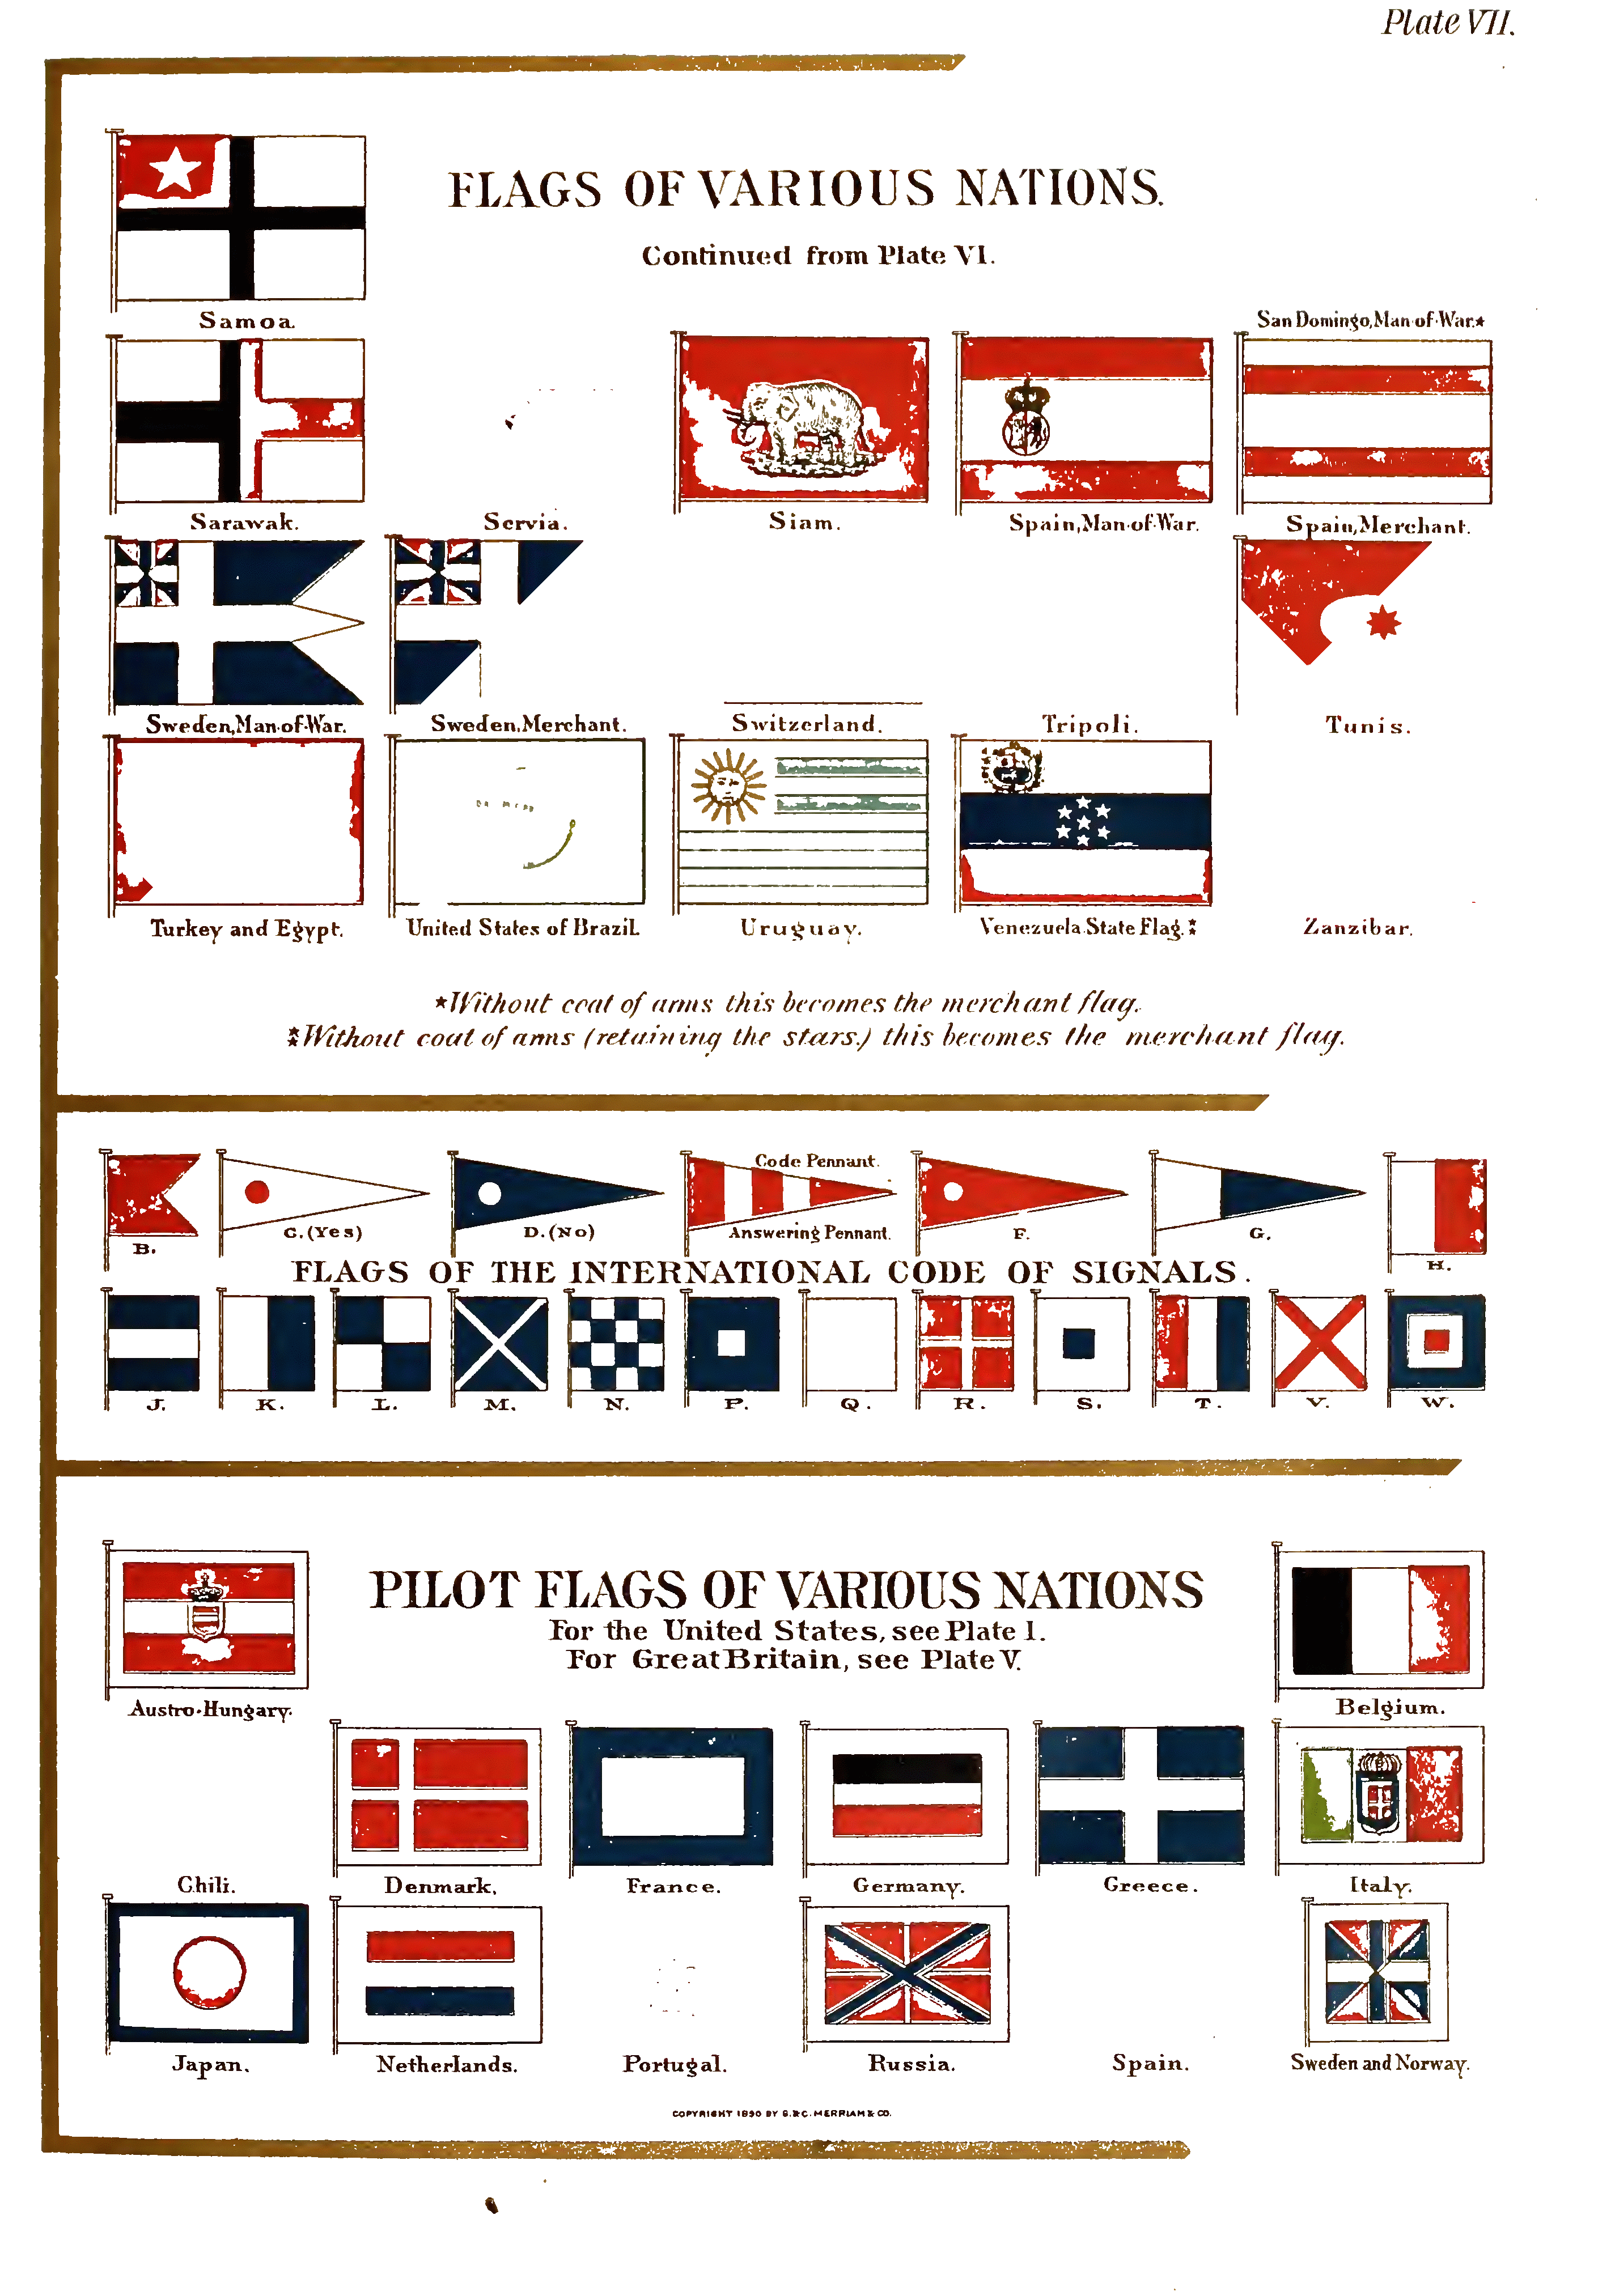 Plate VII.
FLAGS OF VARIOUS NATIONS.
Continued from Plate VI.
Samoa.
San Domingo, Man-of-War.*
Sarawak.
Servia.
Siam.
Spain, Man-of-War.
Spain, Merchant.
Sweden, Man-of-War.
Sweden, Merchant.
Switzerland.
Tripoli.
Tunis.
Turkey and Egypt.
United States of Brazil.
Uruguay.
Venezuela State Flag.⁑
Zanzibar.
*Without coat of arms this becomes the merchant flag.
⁑Without coat of arms (retaining the stars.) this becomes the merchant flag.
B.
C. (Yes)
D. (No)
Code Pennant.
Answering Pennant.
F.
G.
H.
FLAGS OF THE INTERNATIONAL CODE OF SIGNALS.
J.
K.
L.
M.
N.
P.
Q.
R.
S.
T.
V.
W.
PILOT FLAGS OF VARIOUS NATIONS
For the United States, see Plate I.
For Great Britain, see Plate V.
Austro-Hungary.
Belgium.
Chili.
Denmark.
France.
Germany.
Greece.
Italy.
Japan.
Netherlands.
Portugal.
Russia.
Spain.
Sweden and Norway.
COPYRIGHT 1890 BY G. & C. MERRIAM & CO.